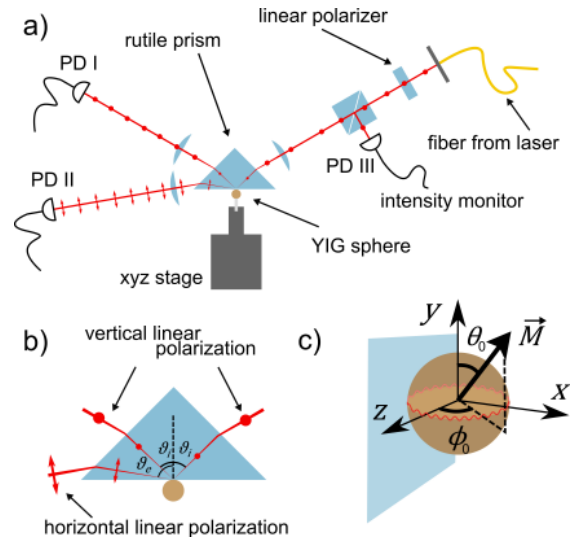 a)
linear polarizer
rutile prism
PD I
PD III
fiber from laser
PD II
intensity monitor
YIG sphere
xyz stage
b)
vertical linear
polarization
ϑe ϑi ϑi
horizontal linear polarization
c)
y
θ0
M
x
z
ϕ0